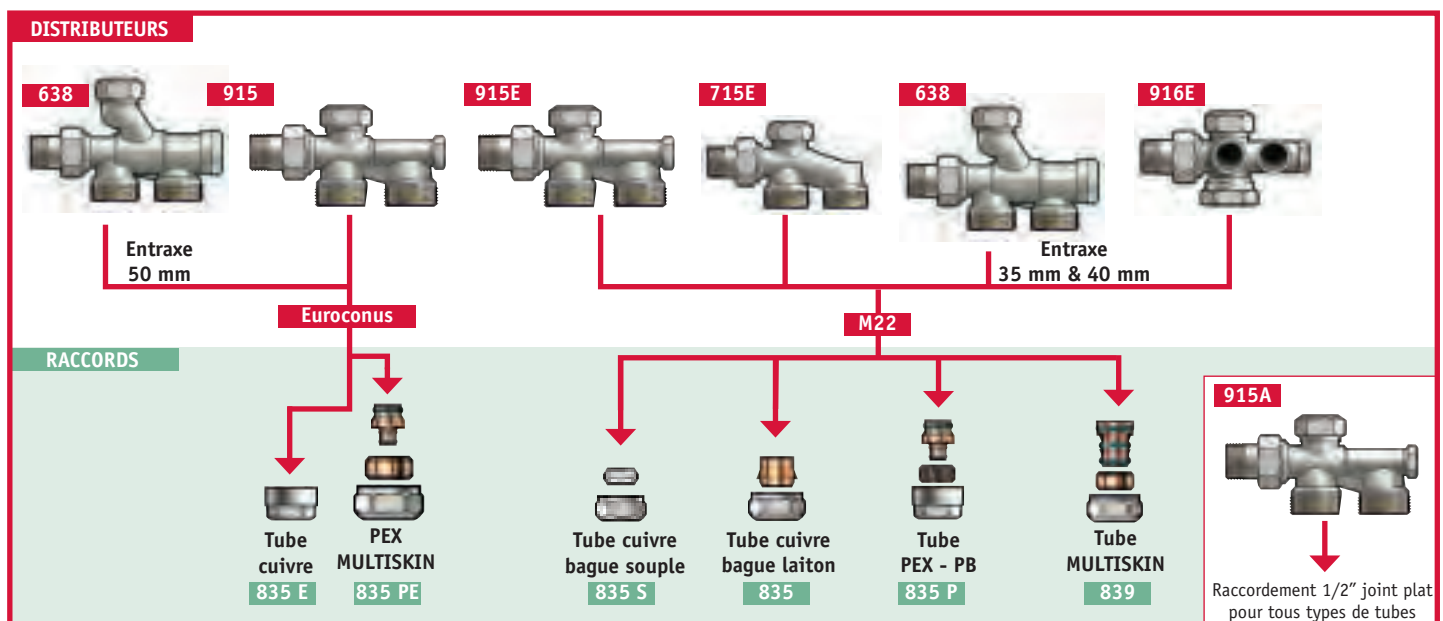 DISTRIBUTEURS
638
915
915E
715E
638
916E
Entraxe
50 mm
Entraxe
35 mm & 40 mm
Euroconus
M22
RACCORDS
915A
Tube
cuivre
835 E
PEX
MULTISKIN
835 PE
Tube cuivre
bague souple
835 S
Tube cuivre
bague laiton
835
Tube
PEX - PB
835 P
Tube
MULTISKIN
839
Raccordement 1/2″ joint plat
pour tous types de tubes